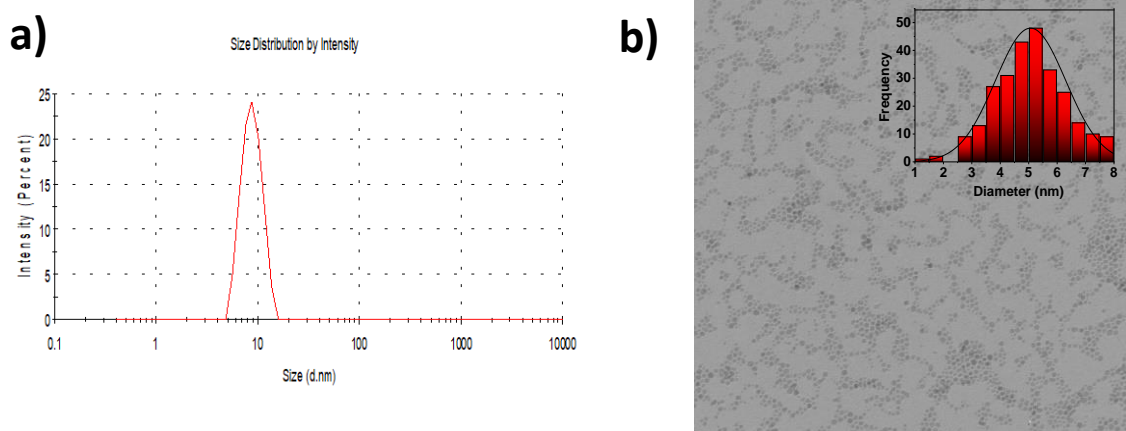 a)
Size Distribution by Intensity
Intensity (Percent)
25
20
15
10
5
0
0.1 1 10 100 1000 10000
Size (d.nm)
b)
Frequency
50
40
30
20
10
0
1 2 3 4 5 6 7 8
Diameter (nm)